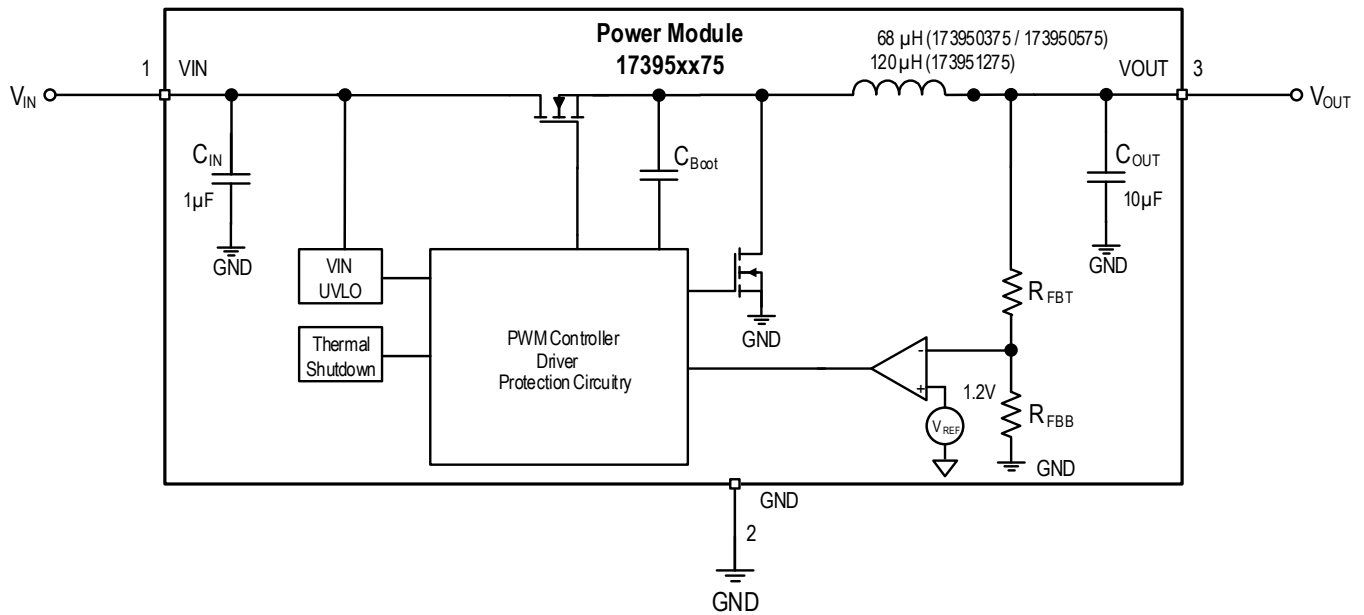 Power Module
17395xx75
68 µH (173950375 / 173950575)
120 µH (173951275)
1
VIN
VOUT
3
VIN
VOUT
CIN
1µF
GND
CBoot
COUT
10µF
GND
VIN
UVLO
Thermal
Shutdown
PWM Controller
Driver
Protection Circuitry
GND
RFBT
-
+
1.2V
VREF
RFBB
GND
GND
2
GND